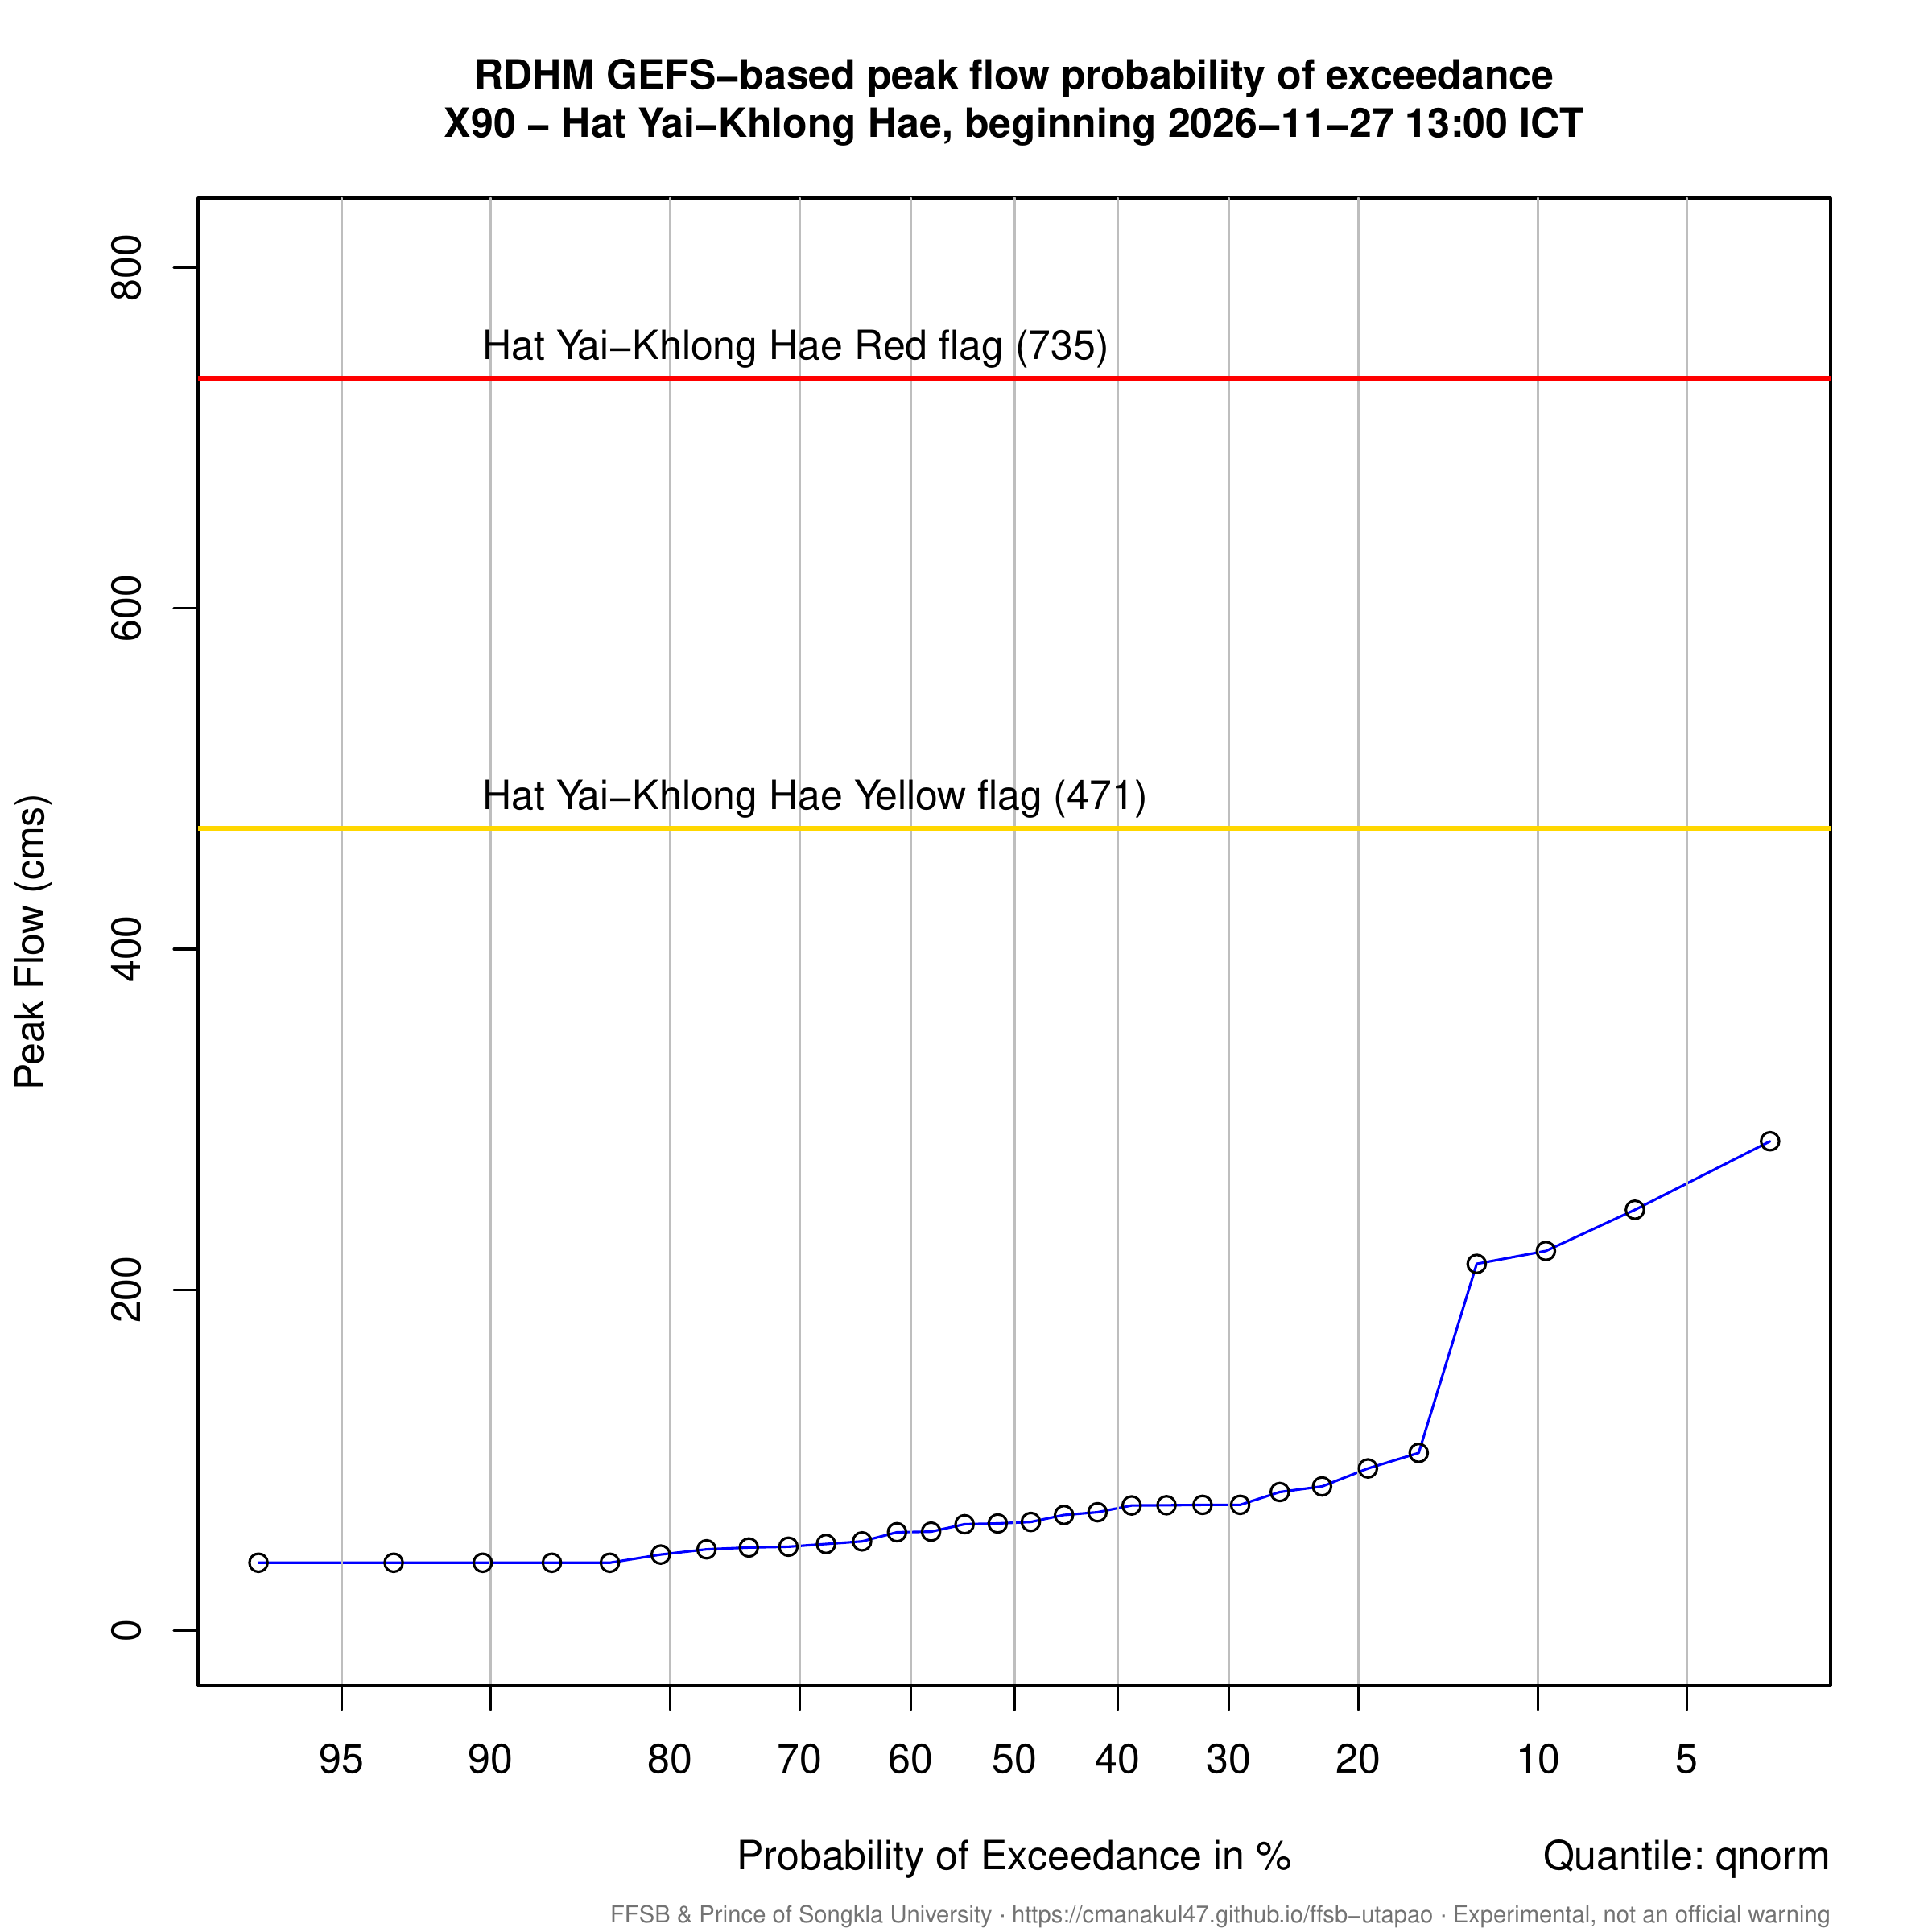 RDHM GEFS–based peak flow probability of exceedance
X90 – Hat Yai–Khlong Hae, beginning 2026–11–27 13:00 ICT
800
Hat Yai–Khlong Hae Red flag (735)
600
Hat Yai–Khlong Hae Yellow flag (471)
Peak Flow (cms)
400
200
0
95 90 80 70 60 50 40 30 20 10 5
Probability of Exceedance in % Quantile: qnorm
FFSB & Prince of Songkla University · https://cmanakul47.github.io/ffsb–utapao · Experimental, not an official warning